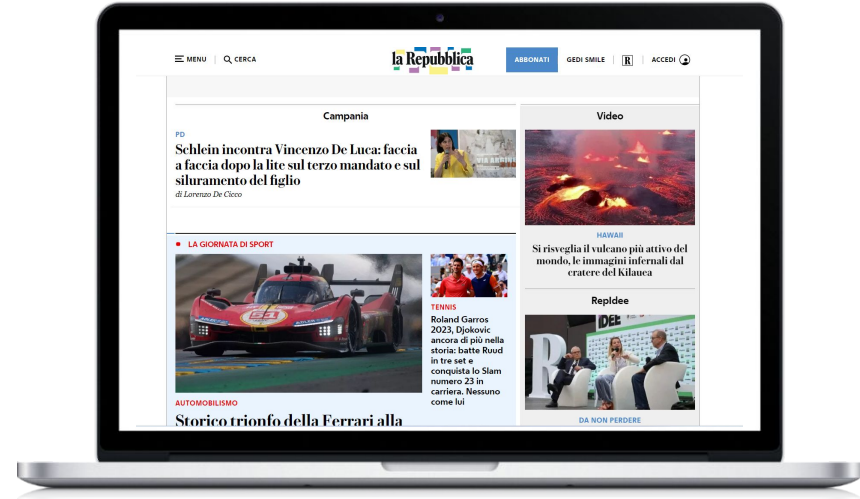 MENU
CERCA
la Repubblica
ABBONATI
GEDI SMILE
R
ACCEDI
Campania
PD
Schlein incontra Vincenzo De Luca: faccia
a faccia dopo la lite sul terzo mandato e sul
siluramento del figlio
di Lorenzo De Cicco
VIA ARDEN
LA GIORNATA DI SPORT
51
AUTOMOBILISMO
Storico trionfo della Ferrari alla
TENNIS
Roland Garros
2023, Djokovic
ancora di più nella
storia: batte Ruud
in tre set e
conquista lo Slam
numero 23 in
carriera. Nessuno
come lui
Video
HAWAII
Si risveglia il vulcano più attivo del
mondo, le immagini infernali dal
cratere del Kilauea
RepIdee
IDEE
R
DA NON PERDERE